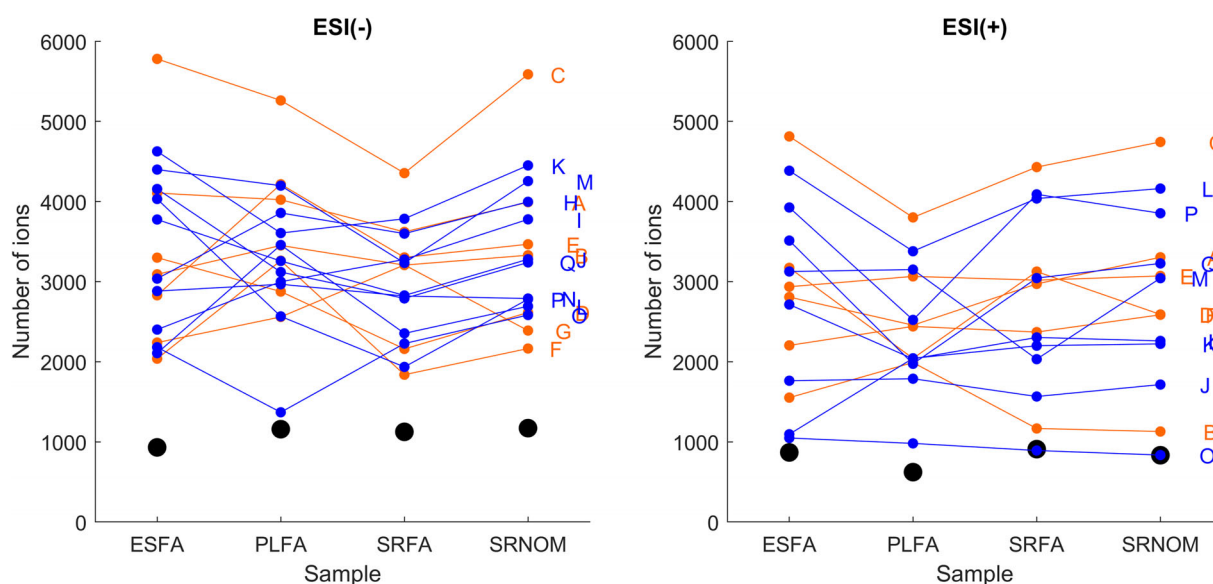 ESI(-)
Number of ions
6000
5000
4000
3000
2000
1000
0
ESFA PLFA SRFA SRNOM
Sample
C
K
M
H A
I
E
B
Q J
P N L
O D
G
F
ESI(+)
Number of ions
6000
5000
4000
3000
2000
1000
0
ESFA PLFA SRFA SRNOM
Sample
L
P
A
E
M
D
K
J
B
O